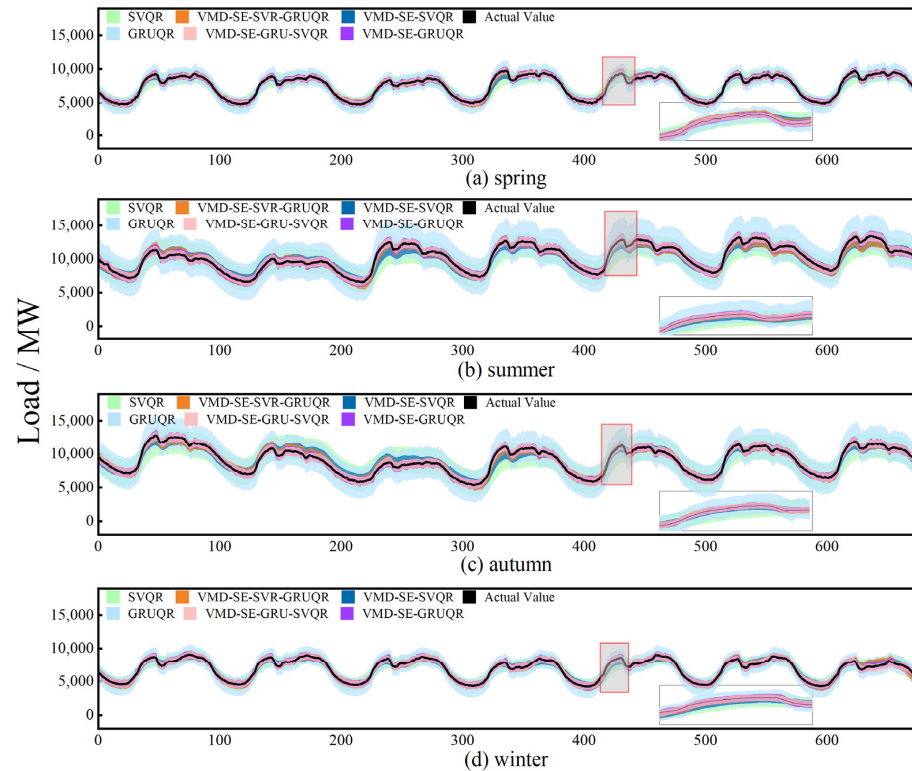 Load / MW
SVQR VMD-SE-SVR-GRUQR VMD-SE-SVQR Actual Value
15,000
GRUQR VMD-SE-GRU-SVQR VMD-SE-GRUQR
10,000
5,000
0
0 100 200 300 400 500 600
(a) spring
SVQR VMD-SE-SVR-GRUQR VMD-SE-SVQR Actual Value
15,000
GRUQR VMD-SE-GRU-SVQR VMD-SE-GRUQR
10,000
5,000
0
0 100 200 300 400 500 600
(b) summer
SVQR VMD-SE-SVR-GRUQR VMD-SE-SVQR Actual Value
15,000
GRUQR VMD-SE-GRU-SVQR VMD-SE-GRUQR
10,000
5,000
0
0 100 200 300 400 500 600
(c) autumn
SVQR VMD-SE-SVR-GRUQR VMD-SE-SVQR Actual Value
15,000
GRUQR VMD-SE-GRU-SVQR VMD-SE-GRUQR
10,000
5,000
0
0 100 200 300 400 500 600
(d) winter